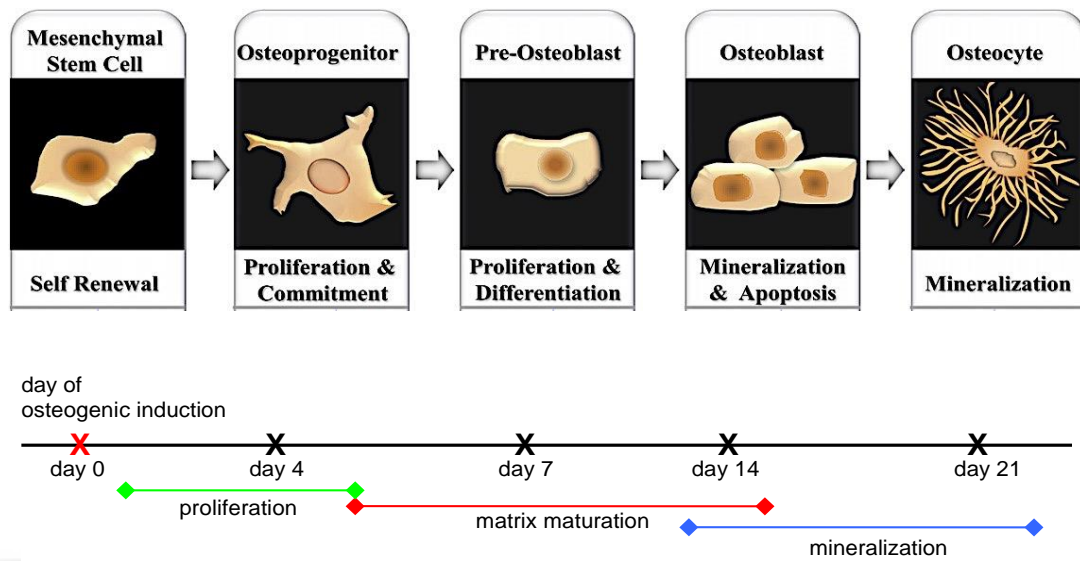 Mesenchymal
Stem Cell
Osteoprogenitor
Pre-Osteoblast
Osteoblast
Osteocyte
Self Renewal
Proliferation &
Commitment
Proliferation &
Differentiation
Mineralization
& Apoptosis
Mineralization
day of
osteogenic induction
X X X X X
day 0 day 4 day 7 day 14 day 21
proliferation
matrix maturation
mineralization